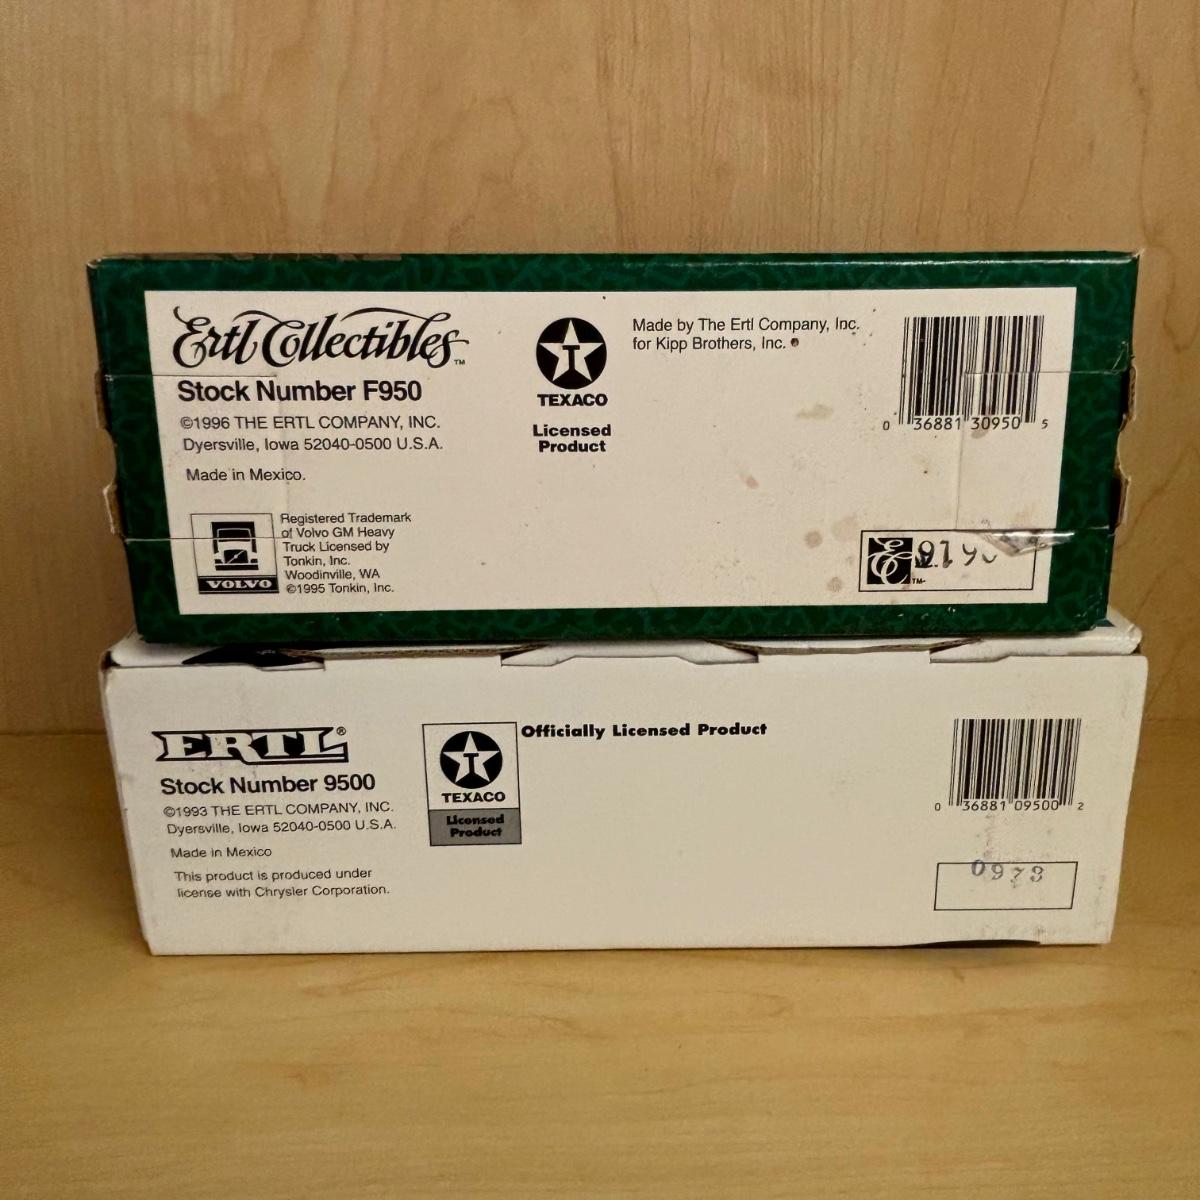 Ertl Collectibles™
Stock Number F950
©1996 THE ERTL COMPANY, INC.
Dyersville, Iowa 52040-0500 U.S.A.
Made in Mexico.
VOLVO
Registered Trademark
of Volvo GM Heavy
Truck Licensed by
Tonkin, Inc.
Woodinville, WA
©1995 Tonkin, Inc.
T
TEXACO
Licensed
Product
Made by The Ertl Company, Inc.
for Kipp Brothers, Inc.
0 36881 30950 5
E™
ERTL®
Stock Number 9500
©1993 THE ERTL COMPANY, INC.
Dyersville, Iowa 52040-0500 U.S.A.
Made in Mexico
This product is produced under
license with Chrysler Corporation.
T
TEXACO
Licensed
Product
Officially Licensed Product
0 36881 09500 2
0973